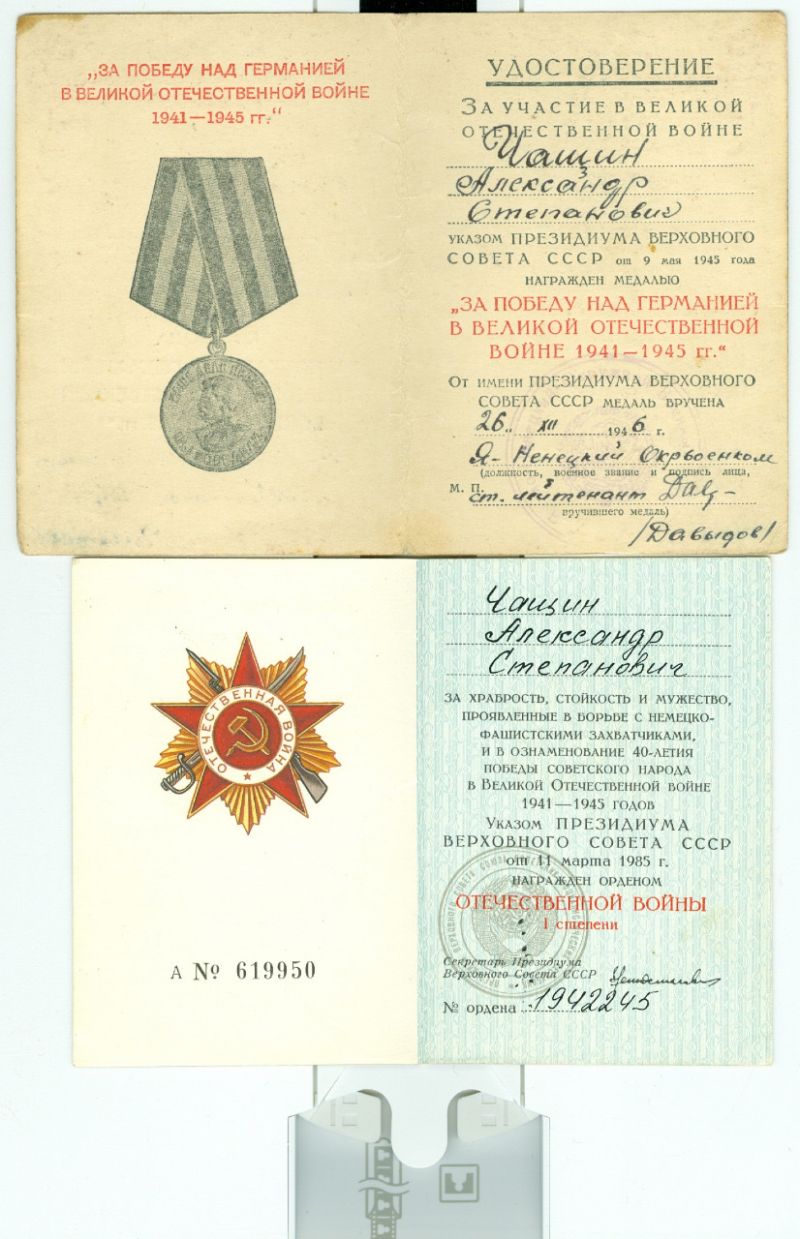 „ЗА ПОБЕДУ НАД ГЕРМАНИЕЙ
В ВЕЛИКОЙ ОТЕЧЕСТВЕННОЙ ВОЙНЕ
1941—1945 гг.“
УДОСТОВЕРЕНИЕ
ЗА УЧАСТИЕ В ВЕЛИКОЙ
ОТЕЧЕСТВЕННОЙ ВОЙНЕ
Чащин
Александр
Степанович
УКАЗОМ ПРЕЗИДИУМА ВЕРХОВНОГО
СОВЕТА СССР от 9 мая 1945 года
НАГРАЖДЕН МЕДАЛЬЮ
„ЗА ПОБЕДУ НАД ГЕРМАНИЕЙ
В ВЕЛИКОЙ ОТЕЧЕСТВЕННОЙ
ВОЙНЕ 1941—1945 гг.“
ОТ ИМЕНИ ПРЕЗИДИУМА ВЕРХОВНОГО
СОВЕТА СССР МЕДАЛЬ ВРУЧЕНА
26 XII 1946 г.
Я-Ненецкий Окрвоенком
(должность, военное звание и подпись лица,
М. П. ст. лейтенант
вручившего медаль)
/Давыдов/
ОТЕЧЕСТВЕННАЯ ВОЙНА
А № 619950
Чащин
Александр
Степанович
ЗА ХРАБРОСТЬ, СТОЙКОСТЬ И МУЖЕСТВО,
ПРОЯВЛЕННЫЕ В БОРЬБЕ С НЕМЕЦКО-
ФАШИСТСКИМИ ЗАХВАТЧИКАМИ,
И В ОЗНАМЕНОВАНИЕ 40-ЛЕТИЯ
ПОБЕДЫ СОВЕТСКОГО НАРОДА
В ВЕЛИКОЙ ОТЕЧЕСТВЕННОЙ ВОЙНЕ
1941—1945 ГОДОВ
УКАЗОМ ПРЕЗИДИУМА
ВЕРХОВНОГО СОВЕТА СССР
от 11 марта 1985 г.
НАГРАЖДЕН ОРДЕНОМ
ОТЕЧЕСТВЕННОЙ ВОЙНЫ
I степени
Секретарь Президиума
Верховного Совета СССР
№ ордена 1942245